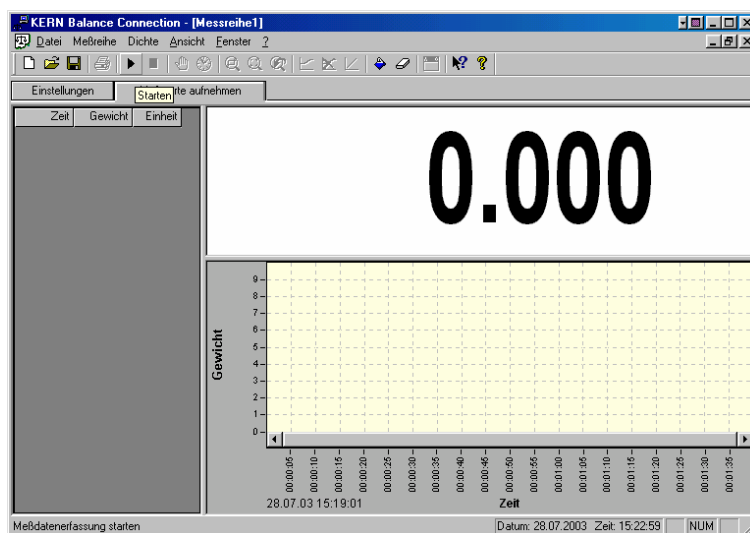 KERN Balance Connection - [Messreihe1]
Datei Meßreihe Dichte Ansicht Fenster ?
Einstellungen rte aufnehmen
Starten
Zeit Gewicht Einheit
0.000
Gewicht
9
8
7
6
5
4
3
2
1
0
00:00:05 00:00:10 00:00:15 00:00:20 00:00:25 00:00:30 00:00:35 00:00:40 00:00:45 00:00:50 00:00:55 00:01:00 00:01:05 00:01:10 00:01:15 00:01:20 00:01:25 00:01:30 00:01:35
28.07.03 15:19:01 Zeit
Meßdatenerfassung starten Datum: 28.07.2003 Zeit: 15:22:59 NUM